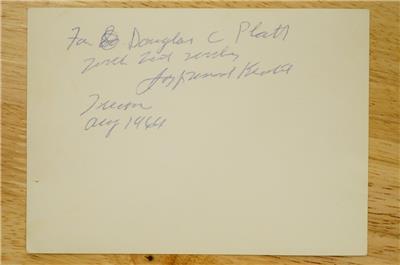 For Douglas C Platt
with best wishes
Tucson
Aug 1964